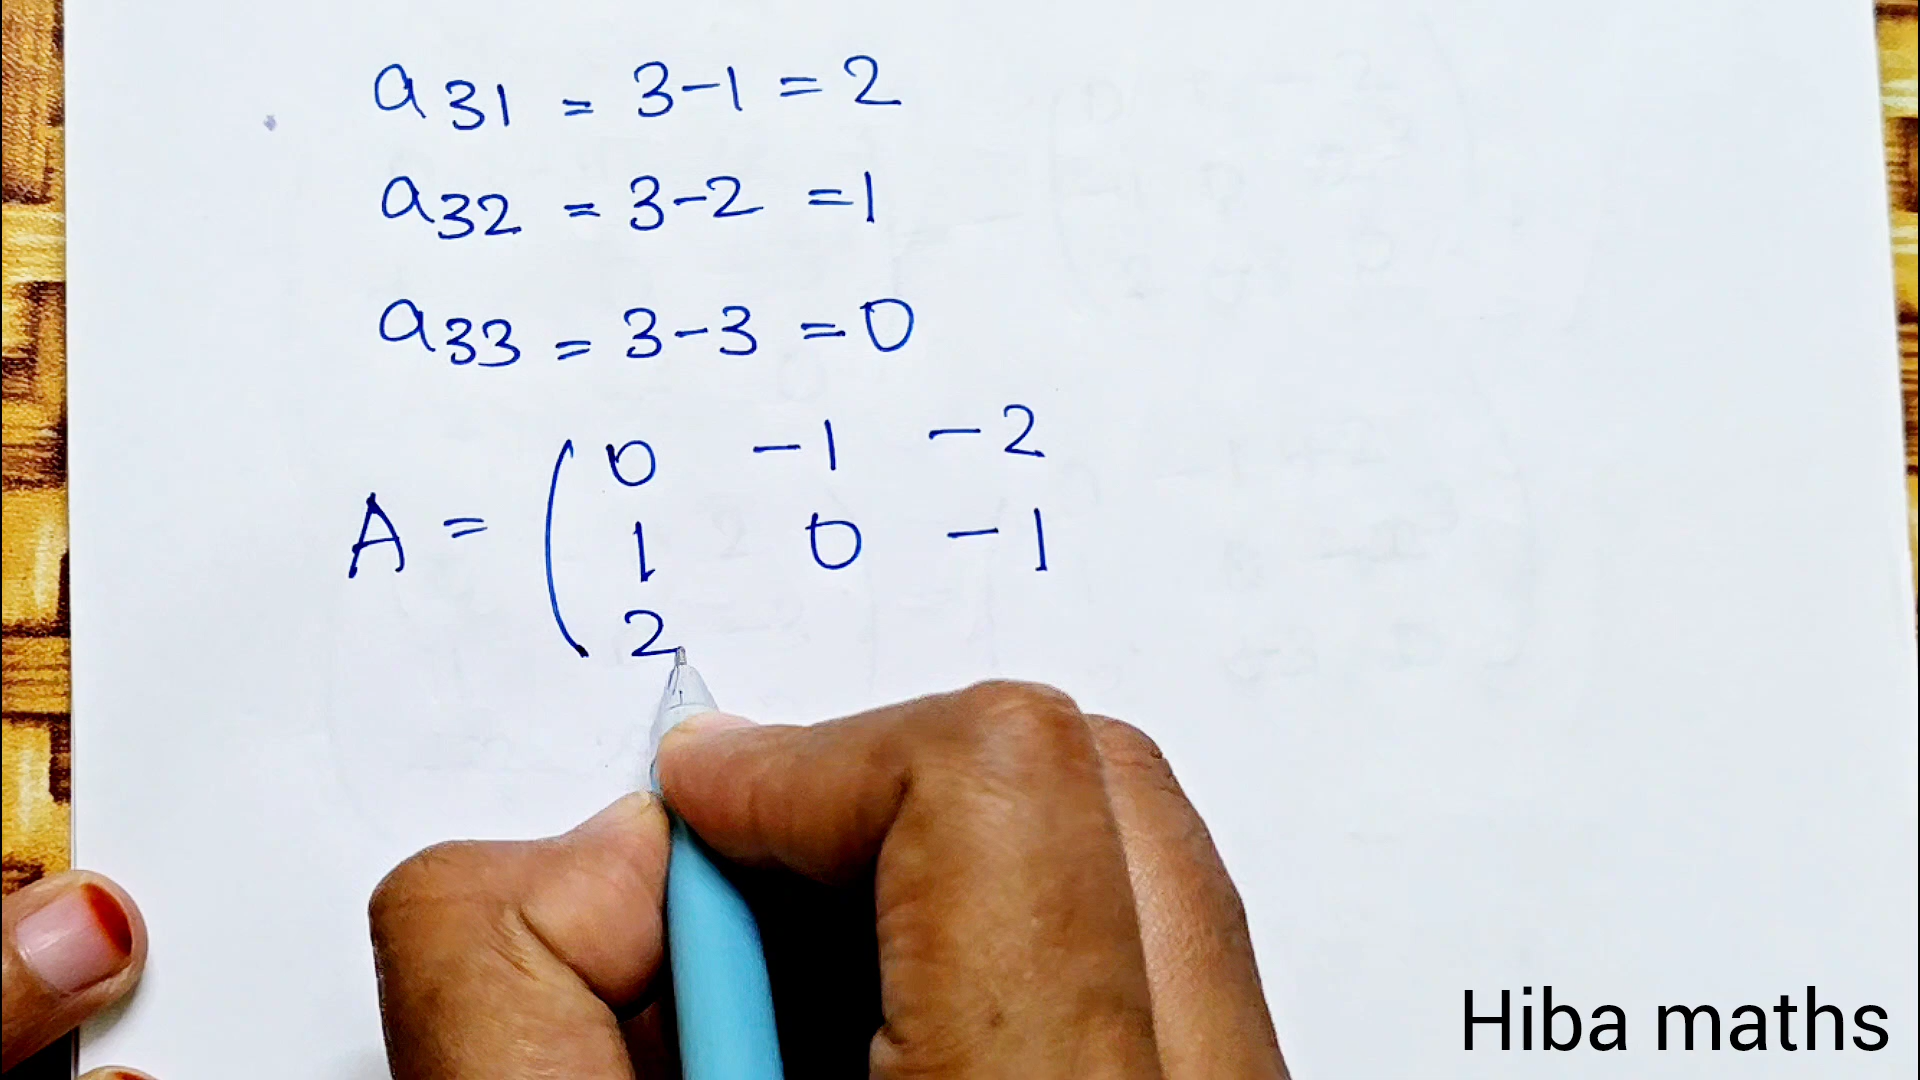 a31 = 3-1 = 2
a32 = 3-2 = 1
a33 = 3-3 = 0
A = ( 0 -1 -2
1 0 -1
2
Hiba maths